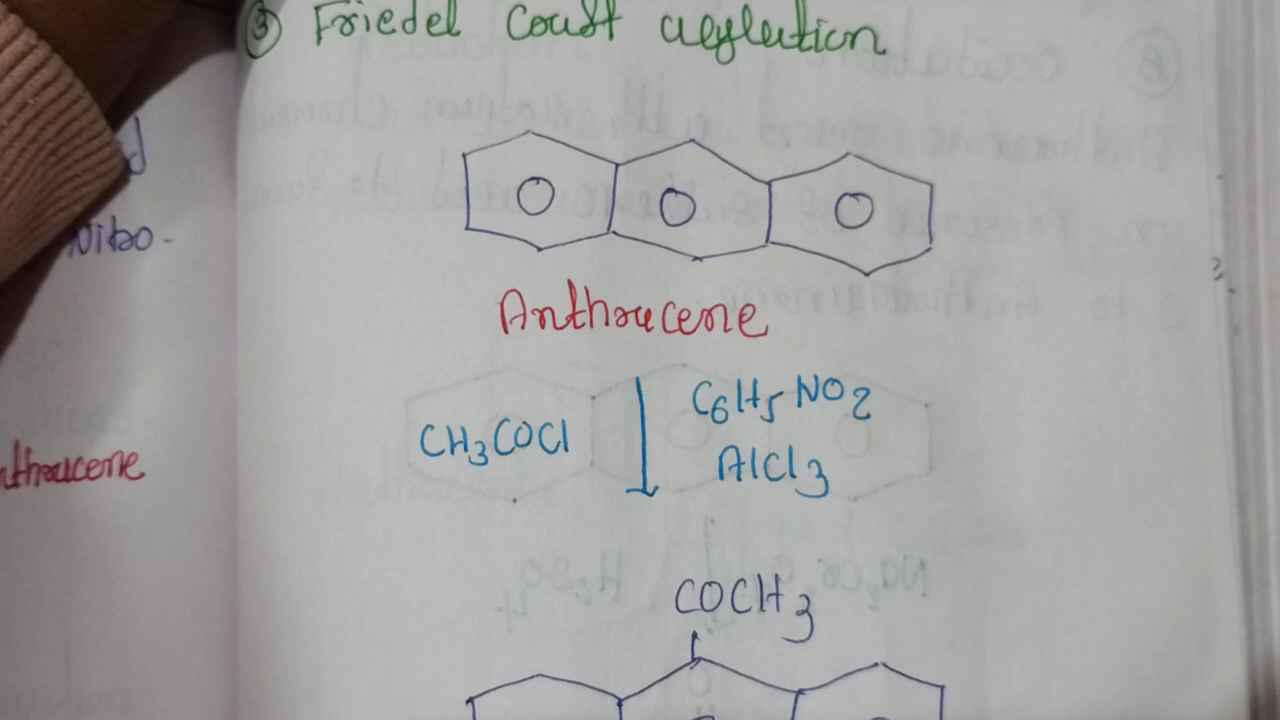 ③ Friedel Craft acylation
Nitro-
Anthracene
CH3COCl C6H5NO2
AlCl3
nthracene
COCH3